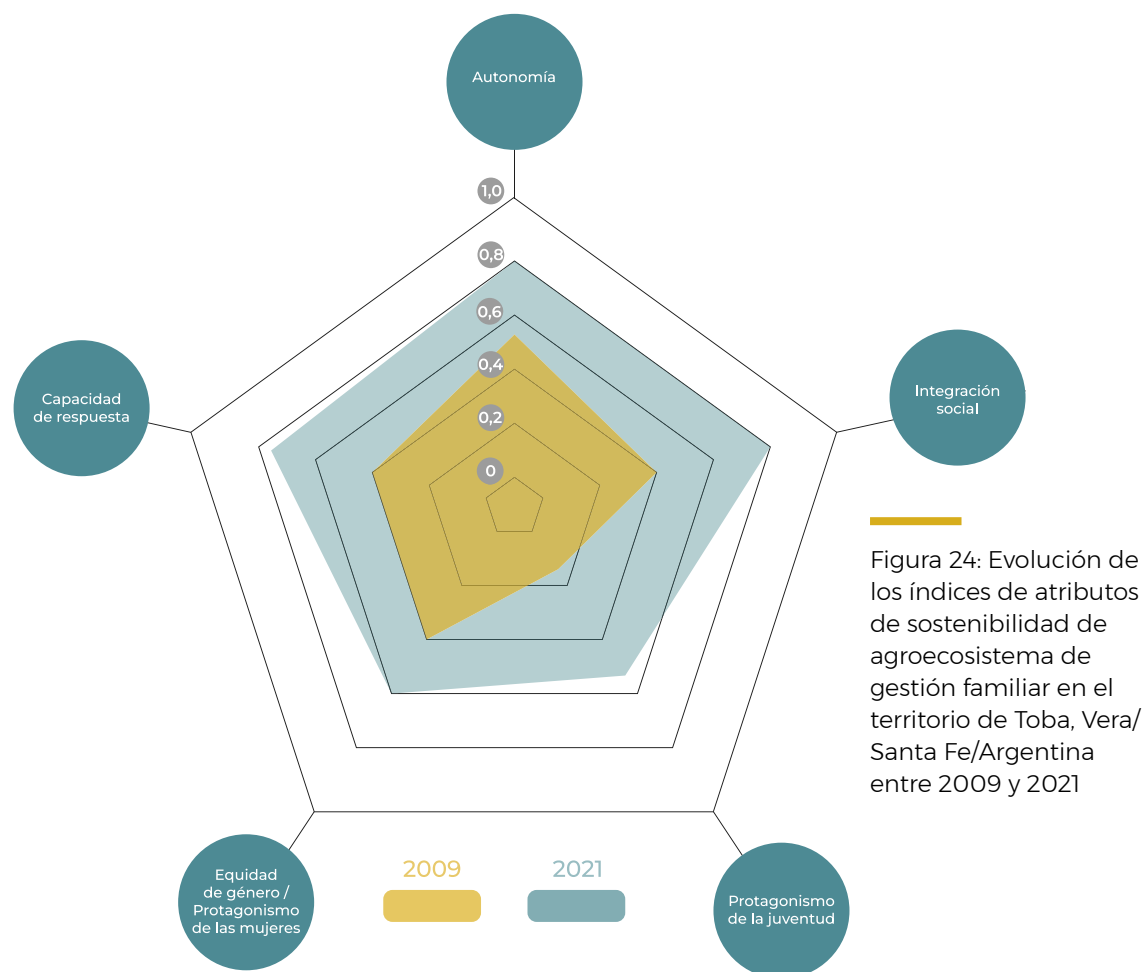 Autonomía
1,0
0,8
0,6
0,4
0,2
0
Capacidad
de respuesta
Integración
social
Figura 24: Evolución de
los índices de atributos
de sostenibilidad de
agroecosistema de
gestión familiar en el
territorio de Toba, Vera/
Santa Fe/Argentina
entre 2009 y 2021
Equidad
de género /
Protagonismo
de las mujeres
2009
2021
Protagonismo
de la juventud